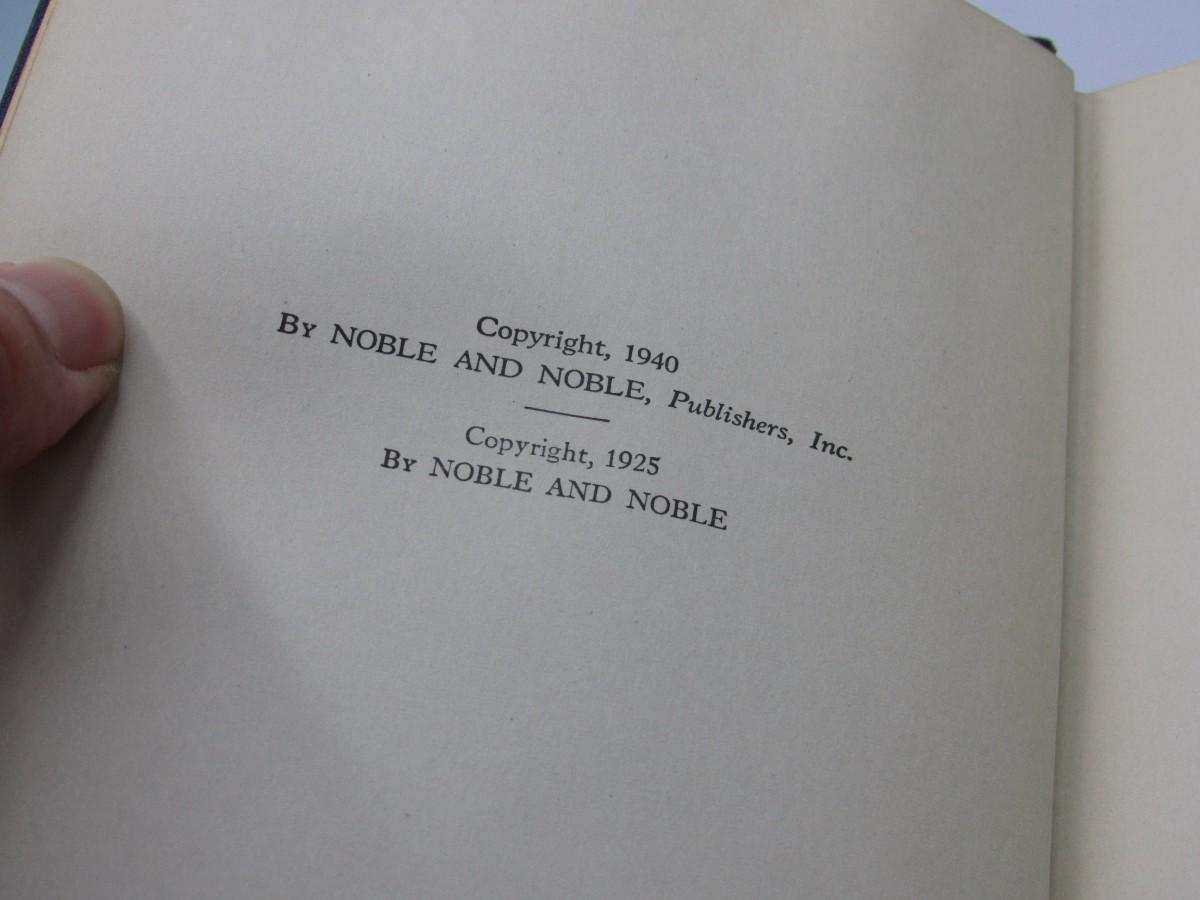 Copyright, 1940
By NOBLE AND NOBLE, Publishers, Inc.
Copyright, 1925
By NOBLE AND NOBLE